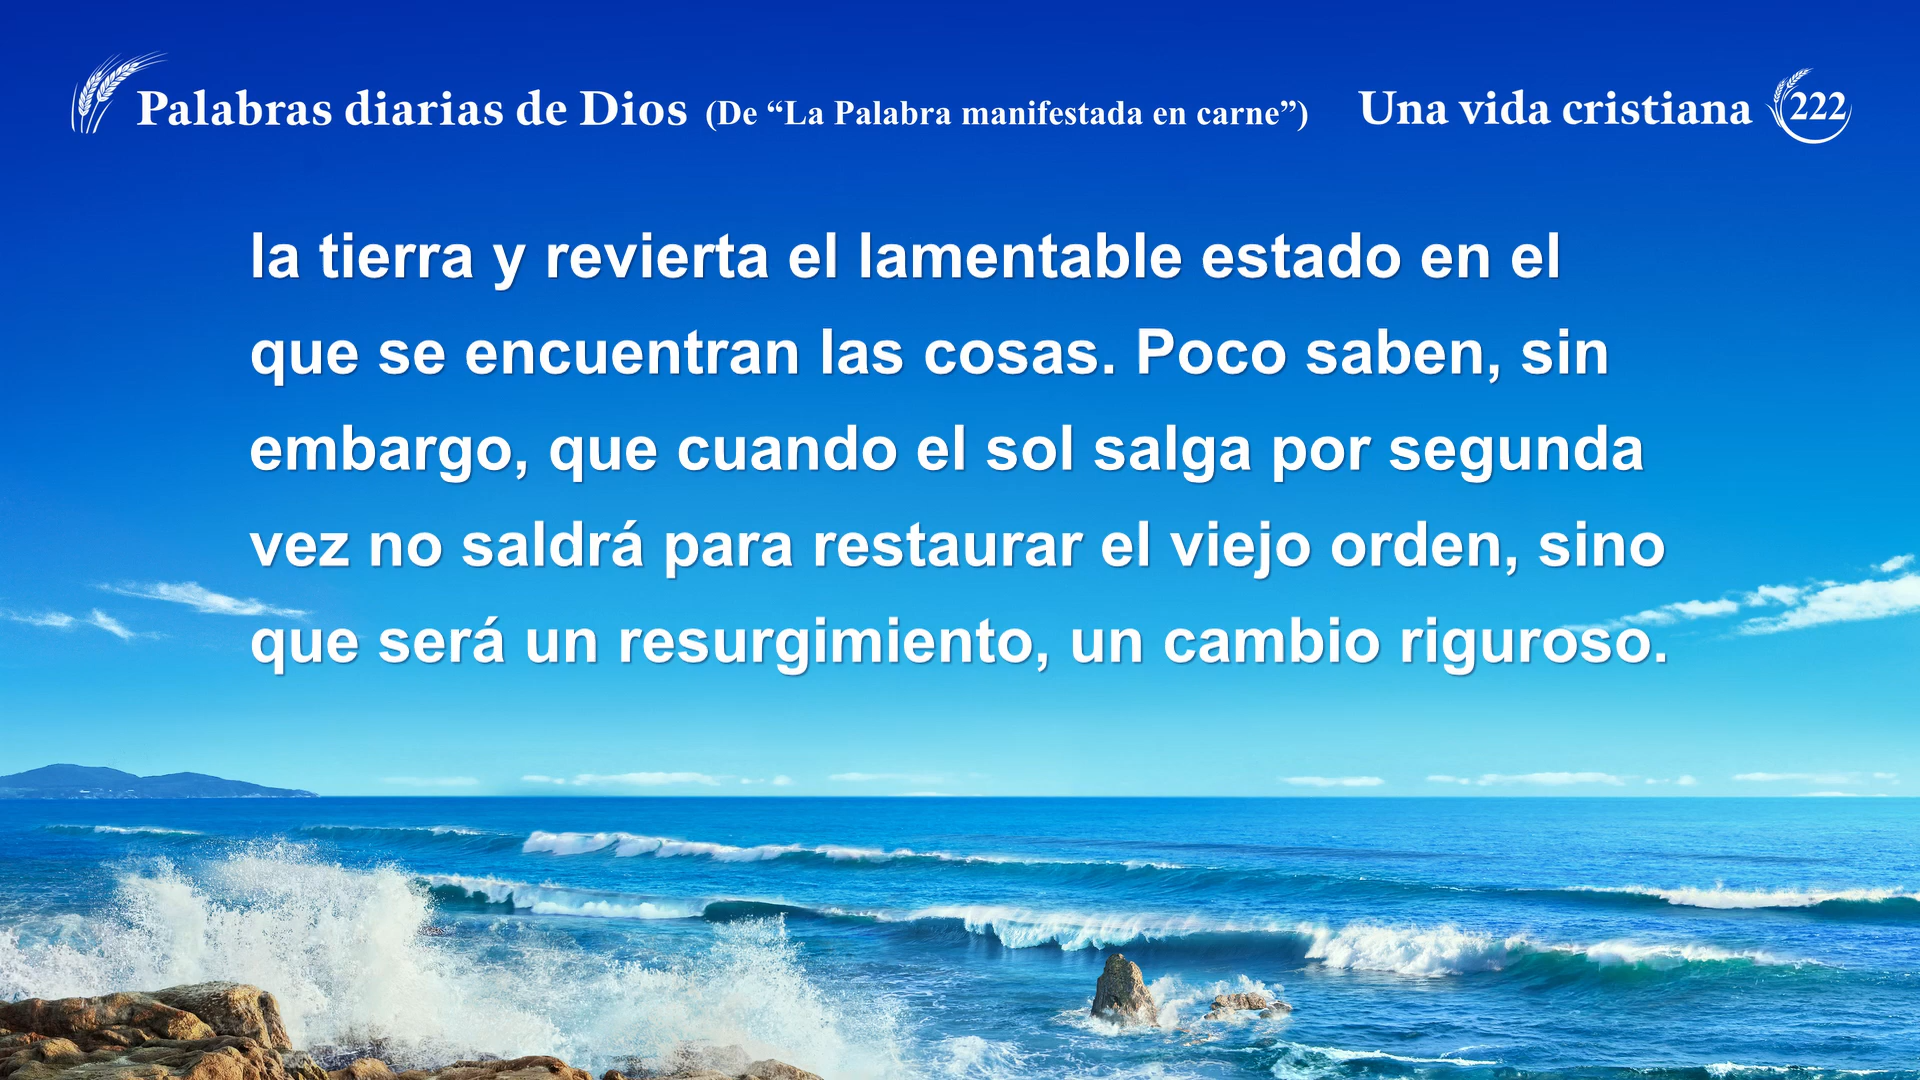 Palabras diarias de Dios (De “La Palabra manifestada en carne”) Una vida cristiana 222
la tierra y revierta el lamentable estado en el
que se encuentran las cosas. Poco saben, sin
embargo, que cuando el sol salga por segunda
vez no saldrá para restaurar el viejo orden, sino
que será un resurgimiento, un cambio riguroso.